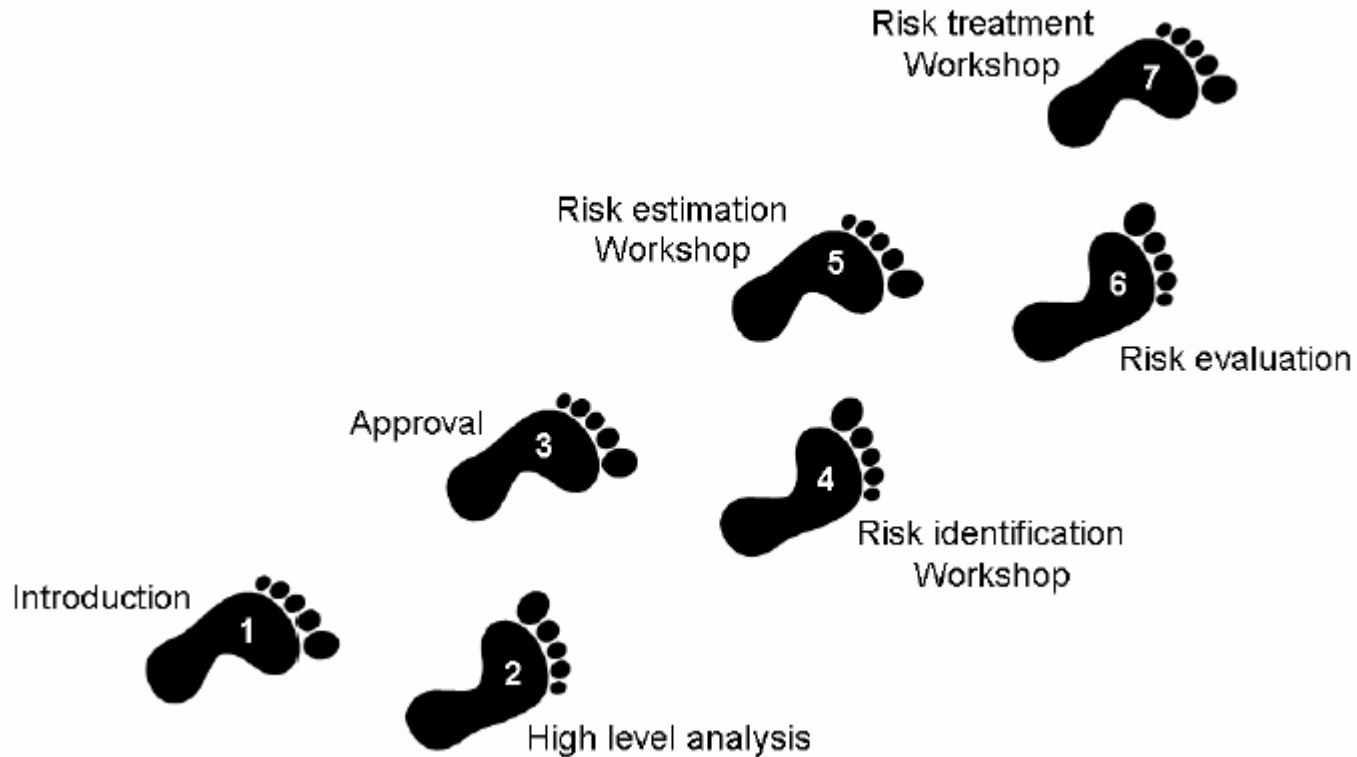 Introduction
1
2
High level analysis
Approval
3
4
Risk identification
Workshop
Risk estimation
Workshop
5
6
Risk evaluation
Risk treatment
Workshop
7